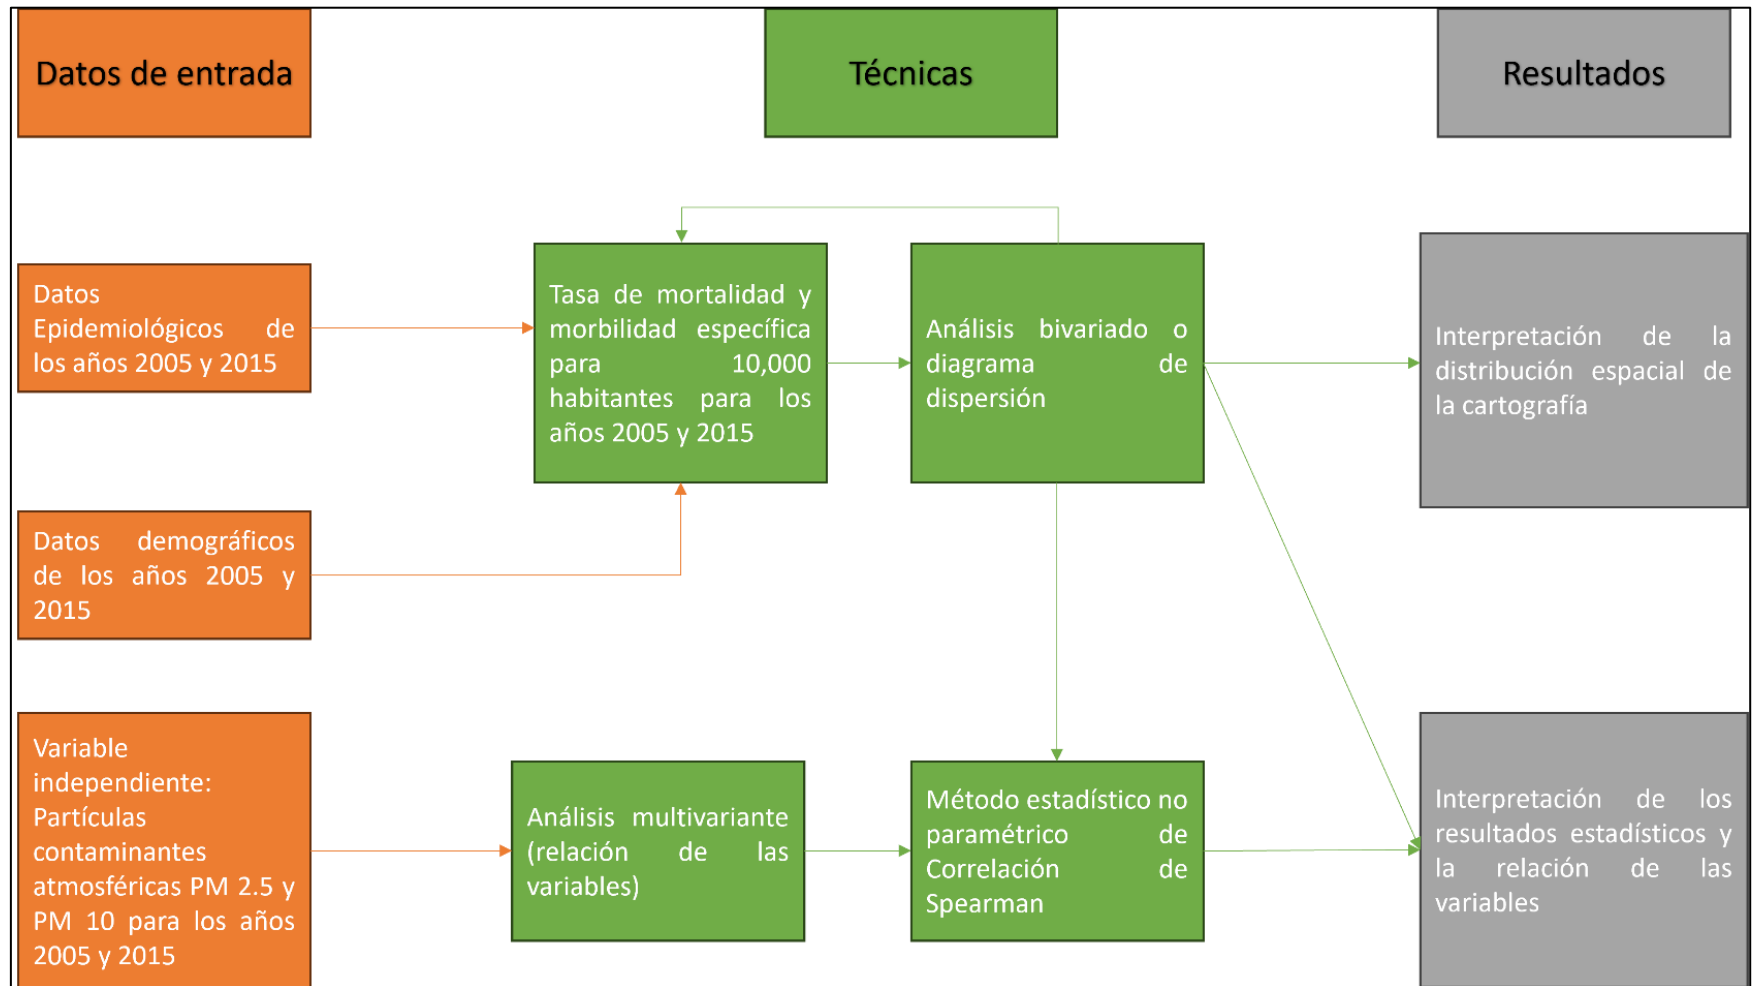 Datos de entrada
Técnicas
Resultados
Datos
Epidemiológicos de
los años 2005 y 2015
Tasa de mortalidad y
morbilidad específica
para 10,000
habitantes para los
años 2005 y 2015
Análisis bivariado o
diagrama de
dispersión
Interpretación de la
distribución espacial de
la cartografía
Datos demográficos
de los años 2005 y
2015
Variable
independiente:
Partículas
contaminantes
atmosféricas PM 2.5 y
PM 10 para los años
2005 y 2015
Análisis multivariante
(relación de las
variables)
Método estadístico no
paramétrico de
Correlación de
Spearman
Interpretación de los
resultados estadísticos y
la relación de las
variables